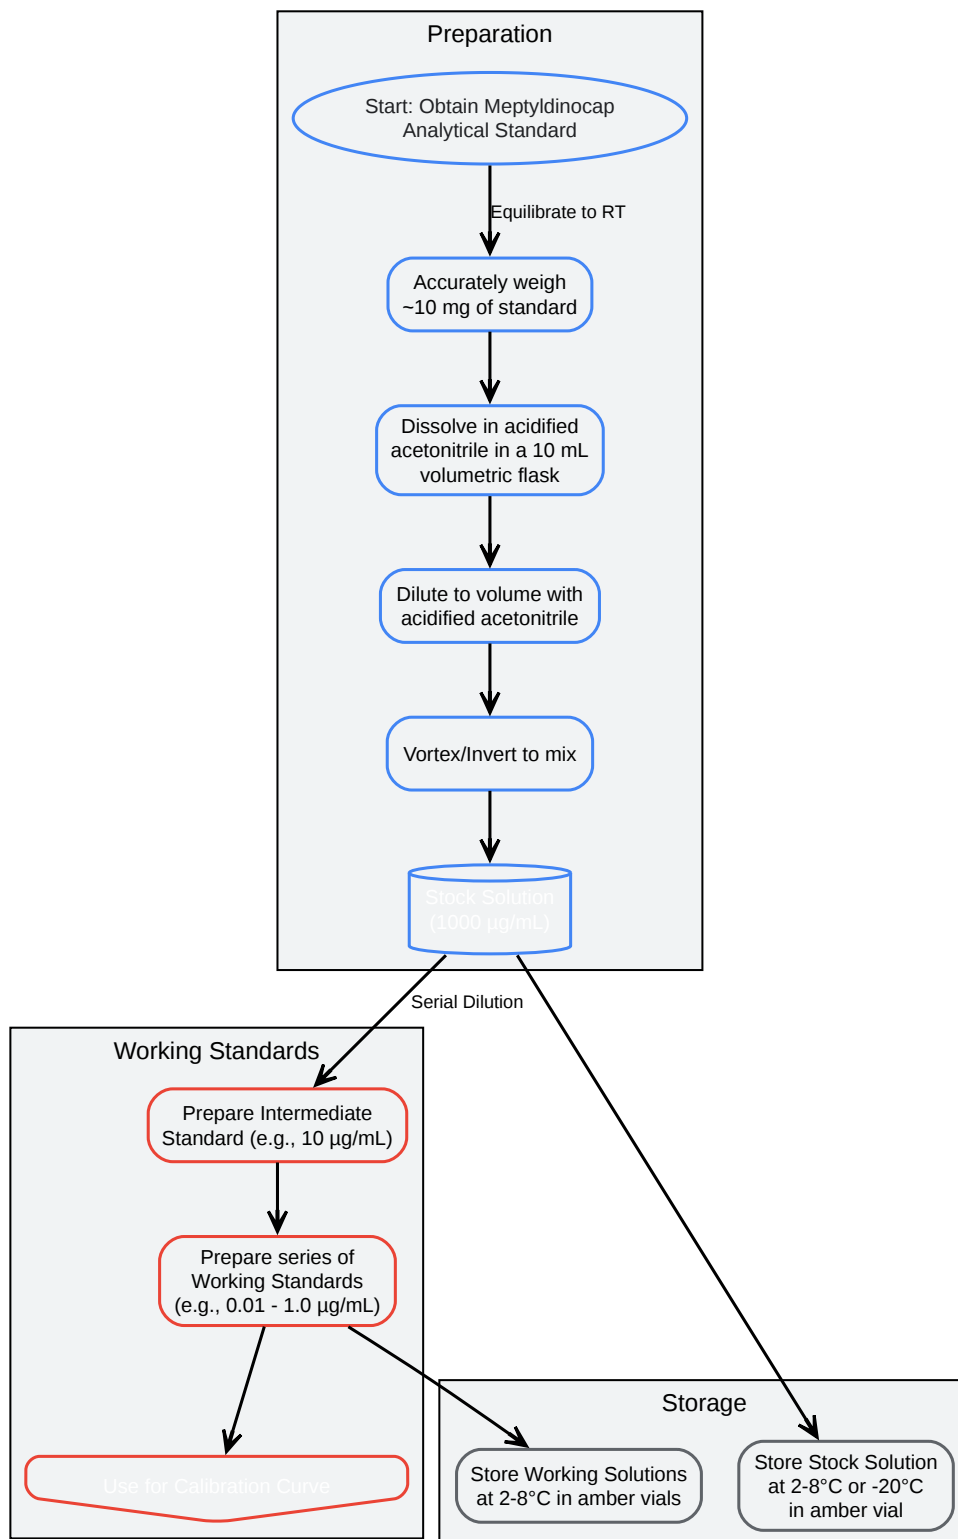 Preparation
Start: Obtain Meptyldinocap
Analytical Standard
Equilibrate to RT
Accurately weigh
~10 mg of standard
Dissolve in acidified
acetonitrile in a 10 mL
volumetric flask
Dilute to volume with
acidified acetonitrile
Vortex/Invert to mix
Stock Solution
(1000 µg/mL)
Serial Dilution
Working Standards
Prepare Intermediate
Standard (e.g., 10 µg/mL)
Prepare series of
Working Standards
(e.g., 0.01 - 1.0 µg/mL)
Use for Calibration Curve
Storage
Store Working Solutions
at 2-8°C in amber vials
Store Stock Solution
at 2-8°C or -20°C
in amber vial